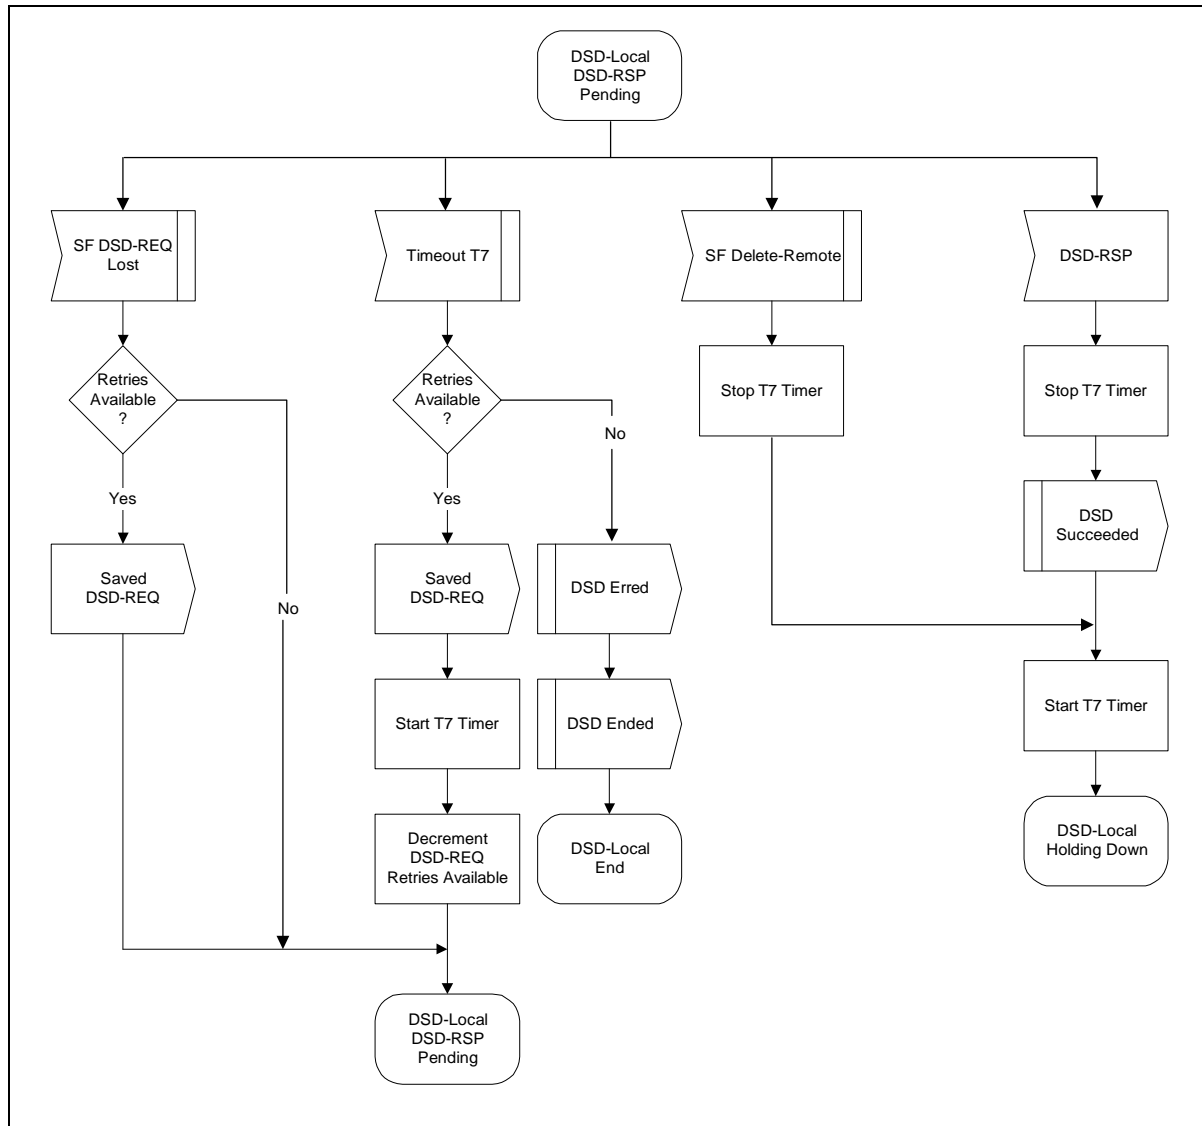 DSD-Local
DSD-RSP
Pending
SF DSD-REQ
Lost
Timeout T7
SF Delete-Remote
DSD-RSP
Retries
Available
?
Retries
Available
?
Stop T7 Timer
Stop T7 Timer
No
Yes
Yes
DSD
Succeeded
Saved
DSD-REQ
No
Saved
DSD-REQ
DSD Erred
Start T7 Timer
DSD Ended
Start T7 Timer
Decrement
DSD-REQ
Retries Available
DSD-Local
End
DSD-Local
Holding Down
DSD-Local
DSD-RSP
Pending